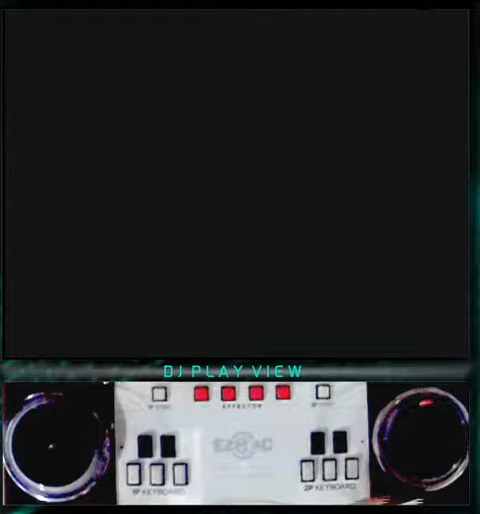 DJ PLAY VIEW
EFFECTOR
EZ2AC
1P KEYBOARD
2P KEYBOARD